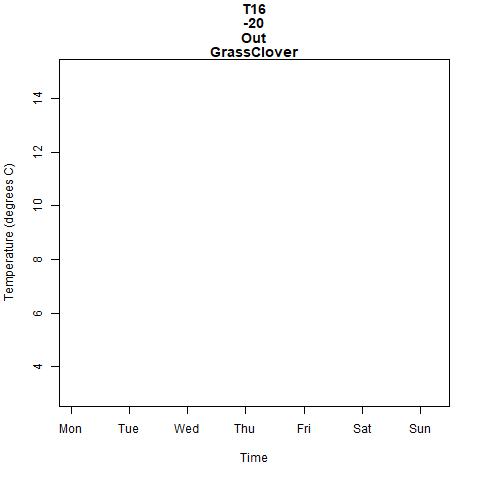 T16
-20
Out
GrassClover
Temperature (degrees C)
14
12
10
8
6
4
Mon Tue Wed Thu Fri Sat Sun
Time